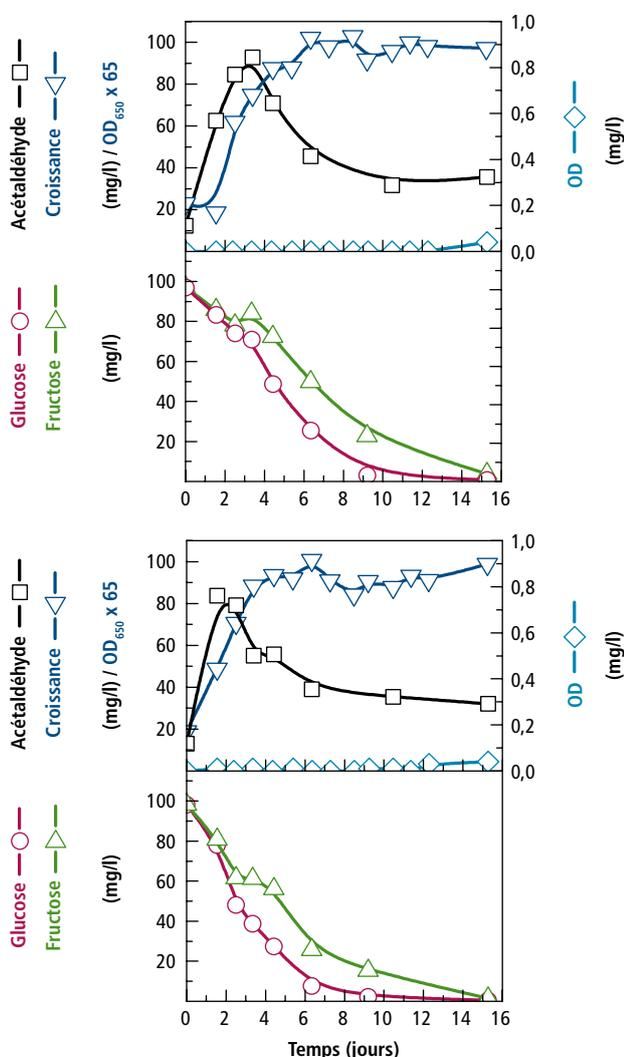 Acétaldéhyde
Croissance
(mg/l) / OD650 x 65
100
80
60
40
20
1,0
0,8
0,6
0,4
0,2
0,0
OD
(mg/l)
Glucose
Fructose
(mg/l)
100
80
60
40
20
0 2 4 6 8 10 12 14 16
Acétaldéhyde
Croissance
(mg/l) / OD650 x 65
100
80
60
40
20
1,0
0,8
0,6
0,4
0,2
0,0
OD
(mg/l)
Glucose
Fructose
(mg/l)
100
80
60
40
20
0 2 4 6 8 10 12 14 16
Temps (jours)